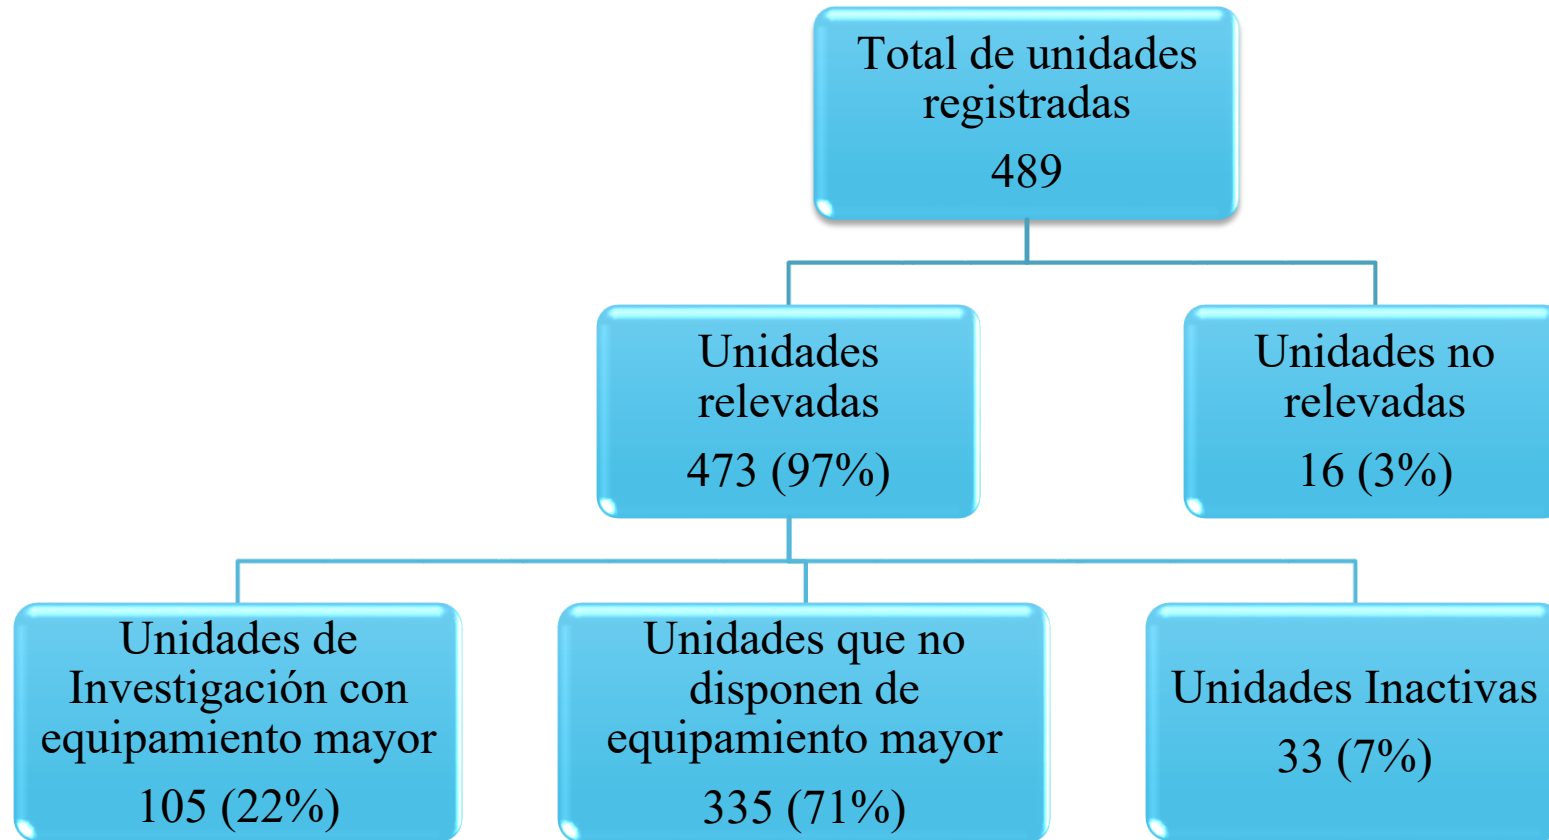 Total de unidades
registradas
489
Unidades
relevadas
473 (97%)
Unidades no
relevadas
16 (3%)
Unidades de
Investigación con
equipamiento mayor
105 (22%)
Unidades que no
disponen de
equipamiento mayor
335 (71%)
Unidades Inactivas
33 (7%)